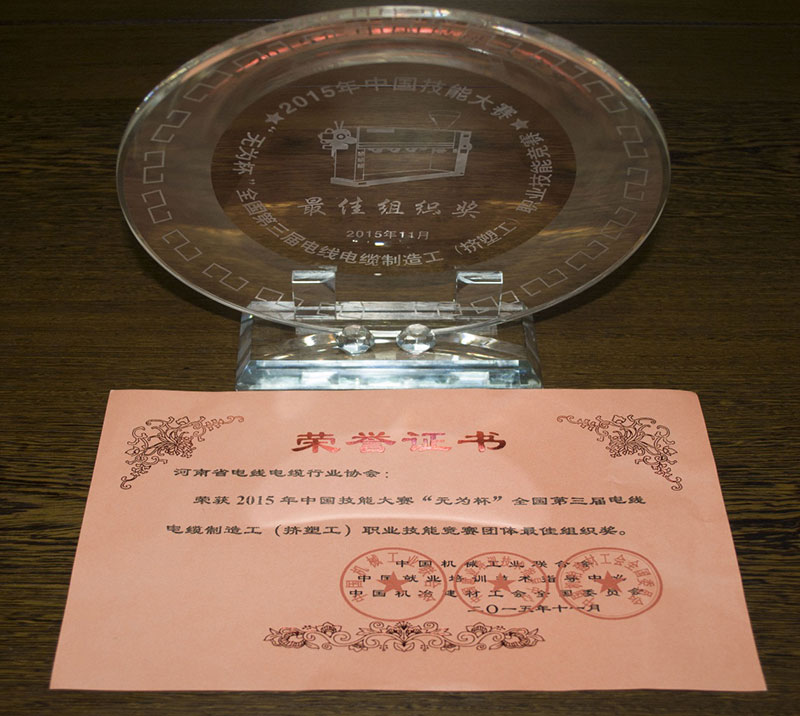 ★2015年中国技能大赛★
“无为杯”全国第三届电线电缆制造工（挤塑工）职业技能竞赛
最佳组织奖
2015年11月
荣誉证书
河南省电线电缆行业协会：
荣获2015年中国技能大赛“无为杯”全国第三届电线
电缆制造工（挤塑工）职业技能竞赛团体最佳组织奖。
中国机械工业联合会
中国就业培训技术指导中心
中国机冶建材工会全国委员会
二〇一五年十一月